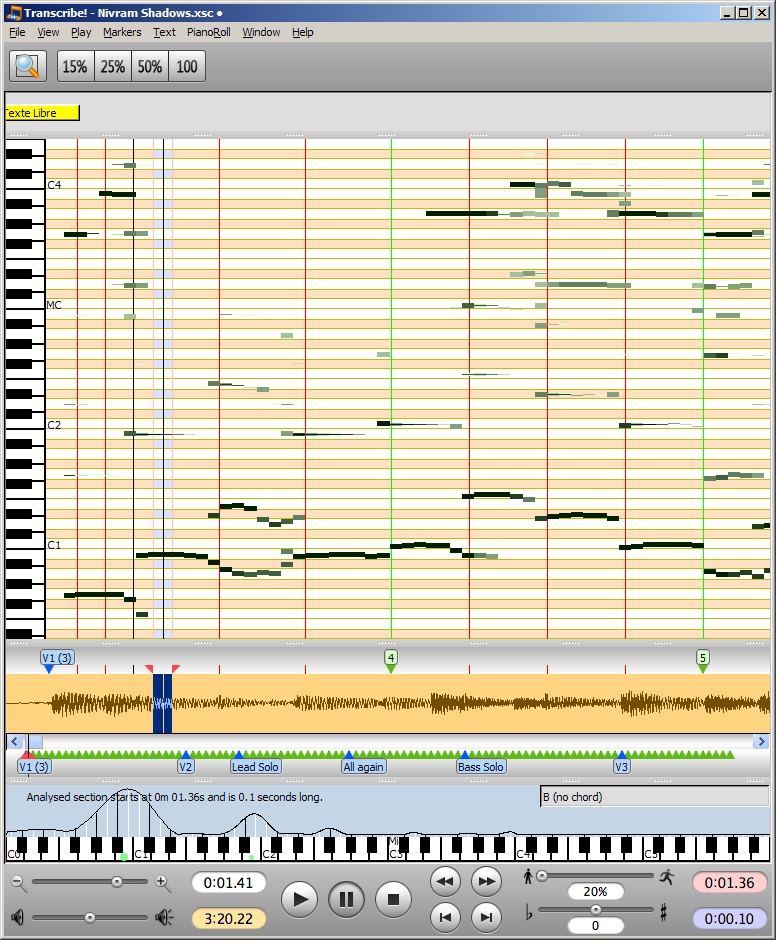 Transcribe! - Nivram Shadows.xsc •
File View Play Markers Text PianoRoll Window Help
15% 25% 50% 100
Texte Libre
C4
MC
C2
C1
V1 (3) 4 5
V1 (3) V2 Lead Solo All again Bass Solo V3
Analysed section starts at 0m 01.36s and is 0.1 seconds long.
B (no chord)
C0 C1 C2 C3 C4 C5
0:01.41
3:20.22
20%
0
0:01.36
0:00.10